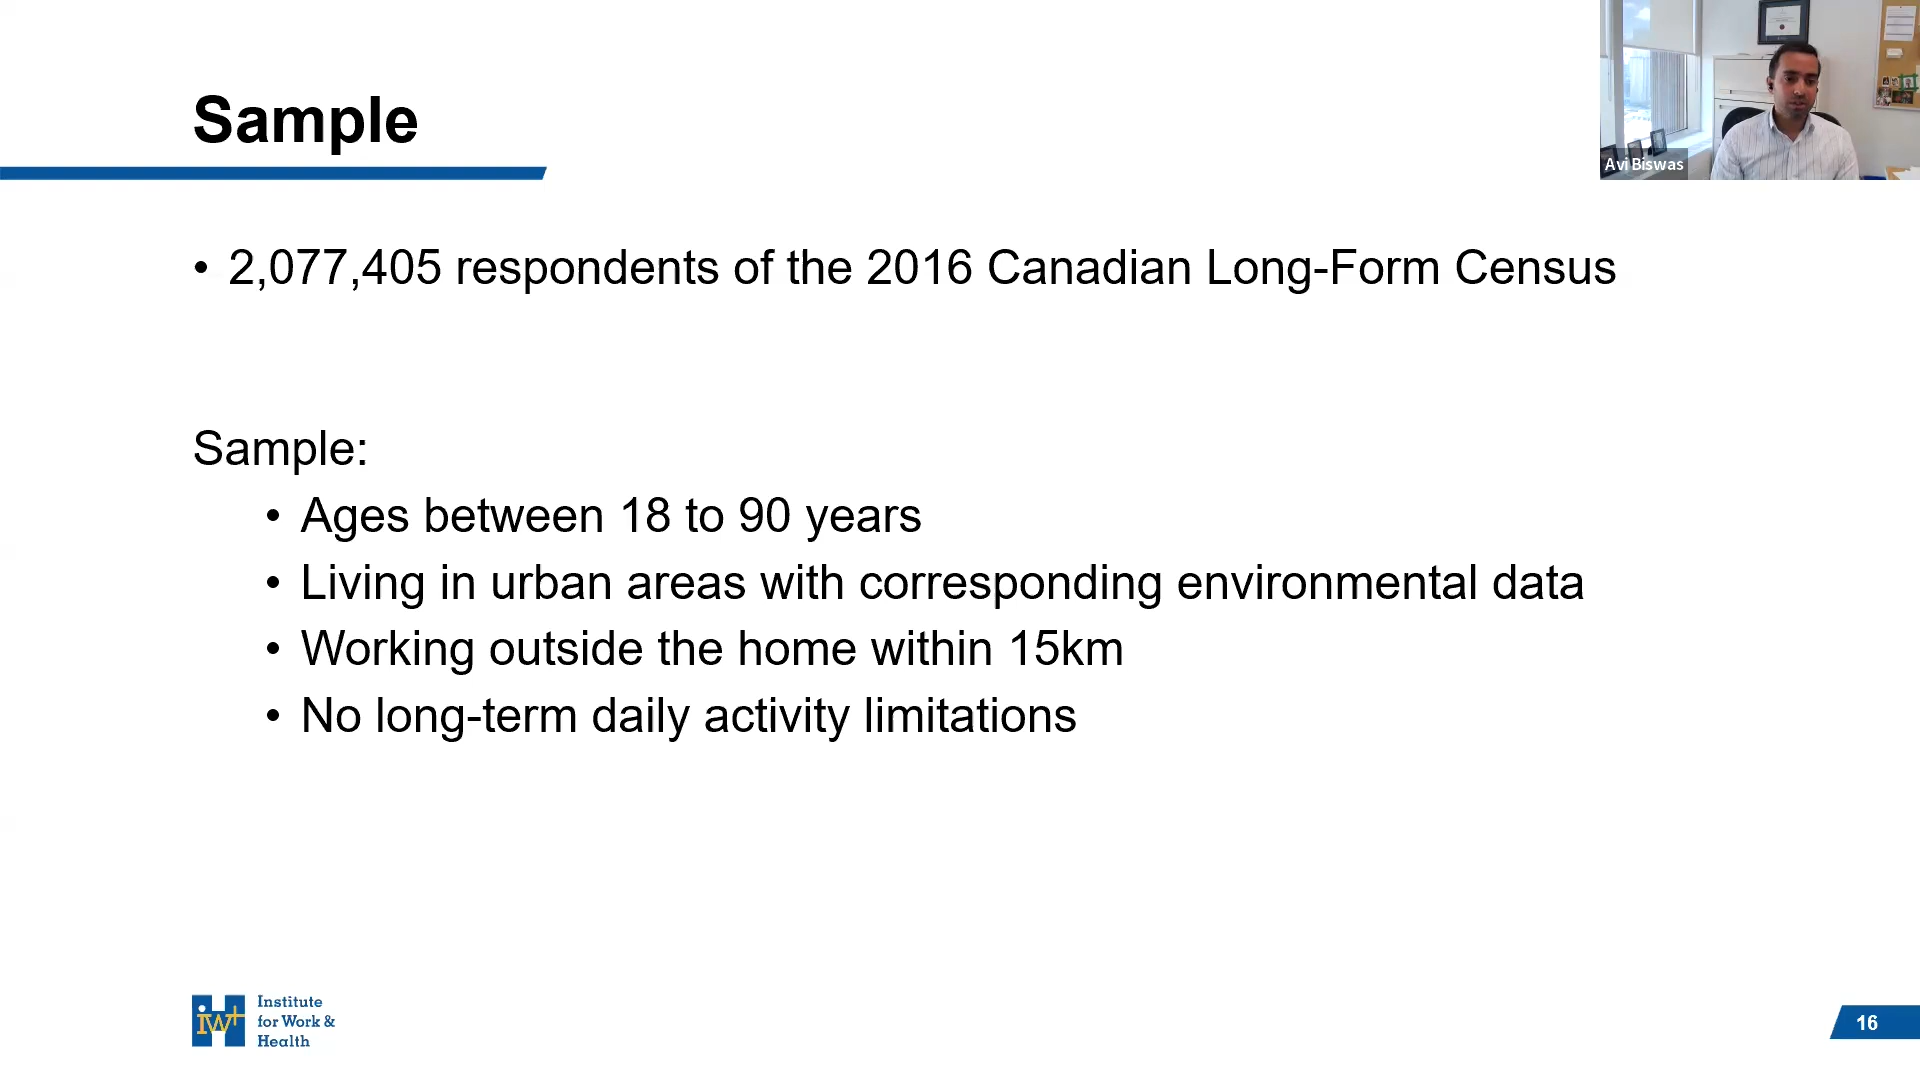 Sample
Avi Biswas
• 2,077,405 respondents of the 2016 Canadian Long-Form Census
Sample:
• Ages between 18 to 90 years
• Living in urban areas with corresponding environmental data
• Working outside the home within 15km
• No long-term daily activity limitations
iw+
Institute
for Work &
Health
16